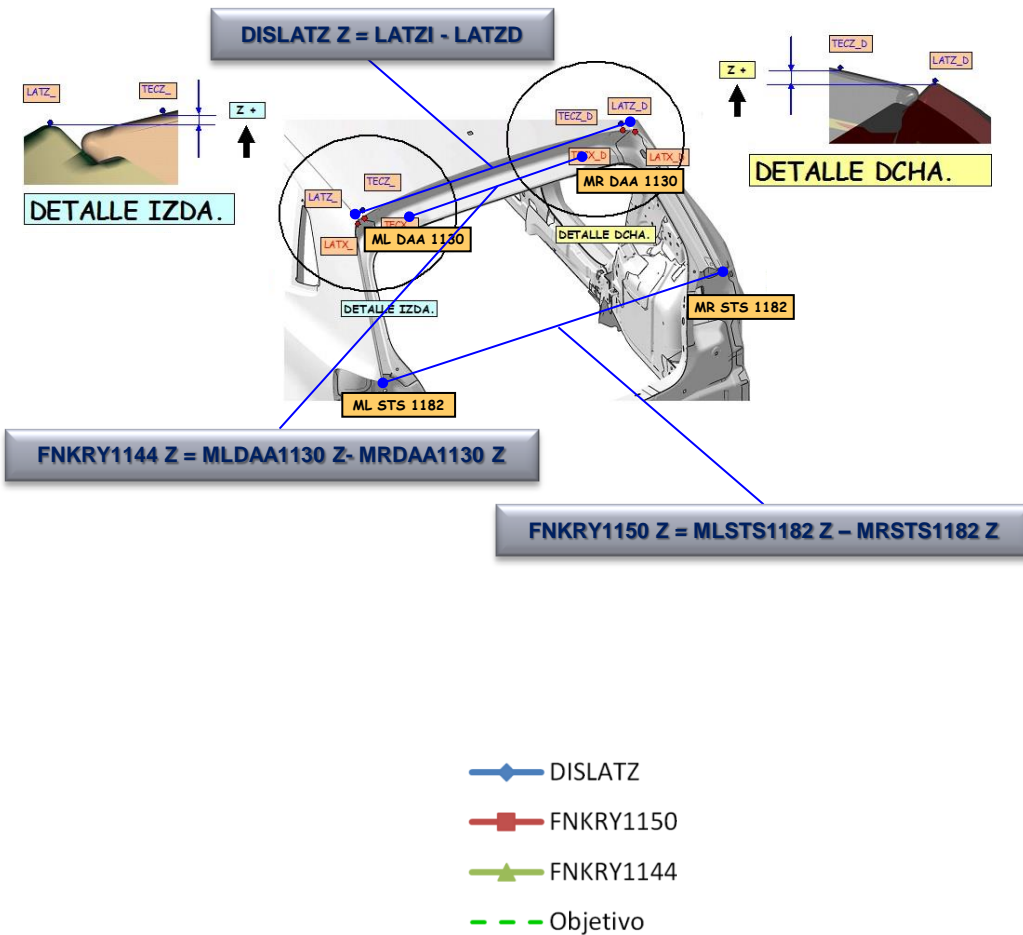 DISLATZ Z = LATZI - LATZD
LATZ_
TECZ_
Z +
DETALLE IZDA.
TECZ_D
LATZ_D
Z +
DETALLE DCHA.
TECZ_D
LATZ_D
LATX_D
MR DAA 1130
TECZ_
LATZ_
LATX_
ML DAA 1130
DETALLE DCHA.
DETALLE IZDA.
MR STS 1182
ML STS 1182
FNKRY1144 Z = MLDAA1130 Z- MRDAA1130 Z
FNKRY1150 Z = MLSTS1182 Z – MRSTS1182 Z
DISLATZ
FNKRY1150
FNKRY1144
Objetivo